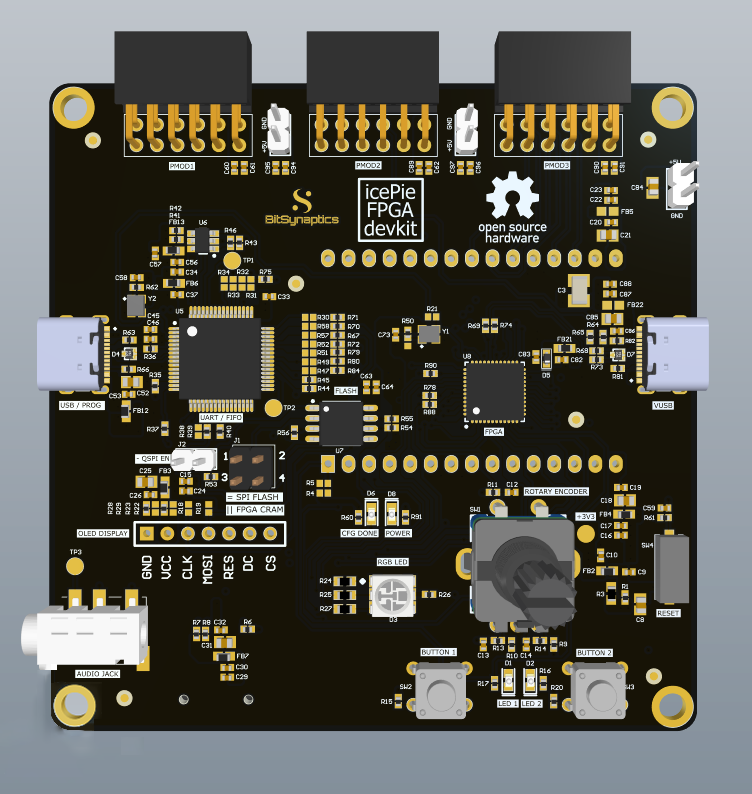 GND
+5V
GND
+5V
+5V
GND
PMOD1
PMOD2
PMOD3
C60
C61
C95
C94
C89
C62
C97
C96
C90
C91
C84
BitSynaptics
icePie
FPGA
devkit
open source
hardware
C23
C22
FB5
C20
C21
R42
R41
FB13
U6
R46
R43
C57
C56
C34
FB6
C37
TP1
R34
R32
R75
R33
R31
C33
C58
R62
Y2
U5
C45
C46
R63
D4
R36
R66
C52
C53
R35
FB12
USB / PROG
UART / FIFO
TP2
R30
R58
R57
R52
R51
R49
R47
R45
R44
R71
R70
R67
R72
R79
R80
R84
C63
C64
FLASH
U7
R55
R54
R56
C73
R50
R21
Y1
R69
R74
R90
R78
R88
U8
FPGA
C3
C88
C87
FB22
C85
C86
R65
R64
R82
C83
FB21
R68
C82
D5
R73
R81
D7
VUSB
R37
R38
R39
R40
J2
- QSPI EN
C25
FB3
C15
C24
C26
R53
J1
1
2
3
4
= SPI FLASH
|| FPGA CRAM
R28
R29
R23
R22
R18
R19
OLED DISPLAY
GND
VCC
CLK
MOSI
RES
DC
CS
R5
R4
D6
D8
R60
R91
CFG DONE
POWER
R11
C12
ROTARY ENCODER
SW1
+3V3
C19
C18
FB4
C17
C16
C59
R61
SW4
C10
FB2
C9
R3
R1
C8
RESET
TP3
AUDIO JACK
RGB LED
R24
R25
R27
R26
D3
R7
R8
C32
R6
C31
FB7
C30
C29
C13
R13
R10
C14
R14
R9
BUTTON 1
BUTTON 2
SW2
R15
D1
D2
R17
R16
R20
LED 1
LED 2